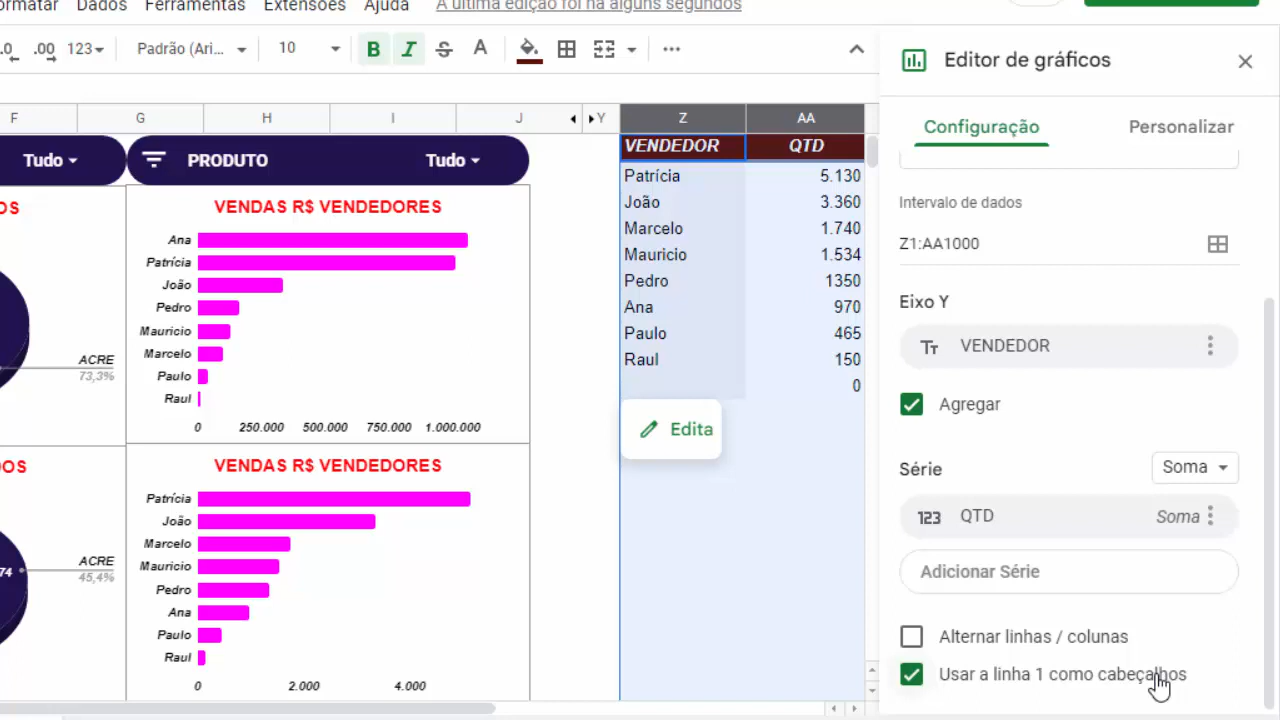 ormatar Dados Ferramentas Extensões Ajuda A última edição foi há alguns segundos
.0 .00 123 Padrão (Ari... 10 B I S A
F G H I J Y Z AA
Tudo PRODUTO Tudo
OS
VENDAS R$ VENDEDORES
Ana
Patrícia
João
Pedro
Mauricio
Marcelo
Paulo
Raul
0 250.000 500.000 750.000 1.000.000
ACRE
73,3%
OS
VENDAS R$ VENDEDORES
Patrícia
João
Marcelo
Mauricio
Pedro
Ana
Paulo
Raul
0 2.000 4.000
74
ACRE
45,4%
VENDEDOR QTD
Patrícia 5.130
João 3.360
Marcelo 1.740
Mauricio 1.534
Pedro 1350
Ana 970
Paulo 465
Raul 150
0
Edita
Editor de gráficos
Configuração Personalizar
Intervalo de dados
Z1:AA1000
Eixo Y
Tт VENDEDOR
Agregar
Série Soma
123 QTD Soma
Adicionar Série
Alternar linhas / colunas
Usar a linha 1 como cabeçalhos